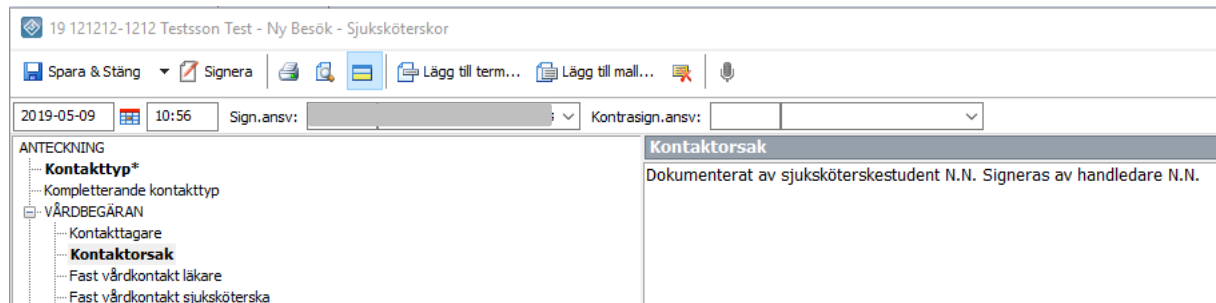 19 121212-1212 Testsson Test - Ny Besök - Sjuksköterskor
Spara & Stäng Signera Lägg till term... Lägg till mall...
2019-05-09 10:56 Sign.ansv: Kontrasign.ansv:
ANTECKNING
Kontakttyp*
Kompletterande kontakttyp
VÅRDBEGÄRAN
Kontakttagare
Kontaktorsak
Fast vårdkontakt läkare
Fast vårdkontakt sjuksköterska
Kontaktorsak
Dokumenterat av sjuksköterskestudent N.N. Signeras av handledare N.N.